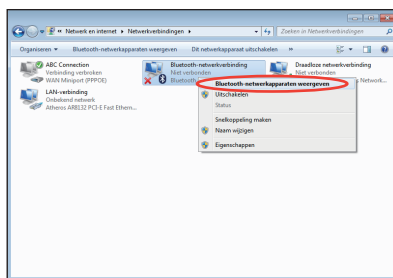 « Netwerk en internet ▸ Netwerkverbindingen ▸
Zoeken in Netwerkverbindingen
Organiseren ▾ Bluetooth-netwerkapparaten weergeven Dit netwerkapparaat uitschakelen »
ABC Connection
Verbinding verbroken
WAN Miniport (PPPOE)
Bluetooth-netwerkverbinding
Niet verbonden
Bluetooth
Draadloze netwerkverbinding
Niet verbonden
Network...
LAN-verbinding
Onbekend netwerk
Atheros AR8132 PCI-E Fast Ethern...
Bluetooth-netwerkapparaten weergeven
Uitschakelen
Status
Snelkoppeling maken
Naam wijzigen
Eigenschappen